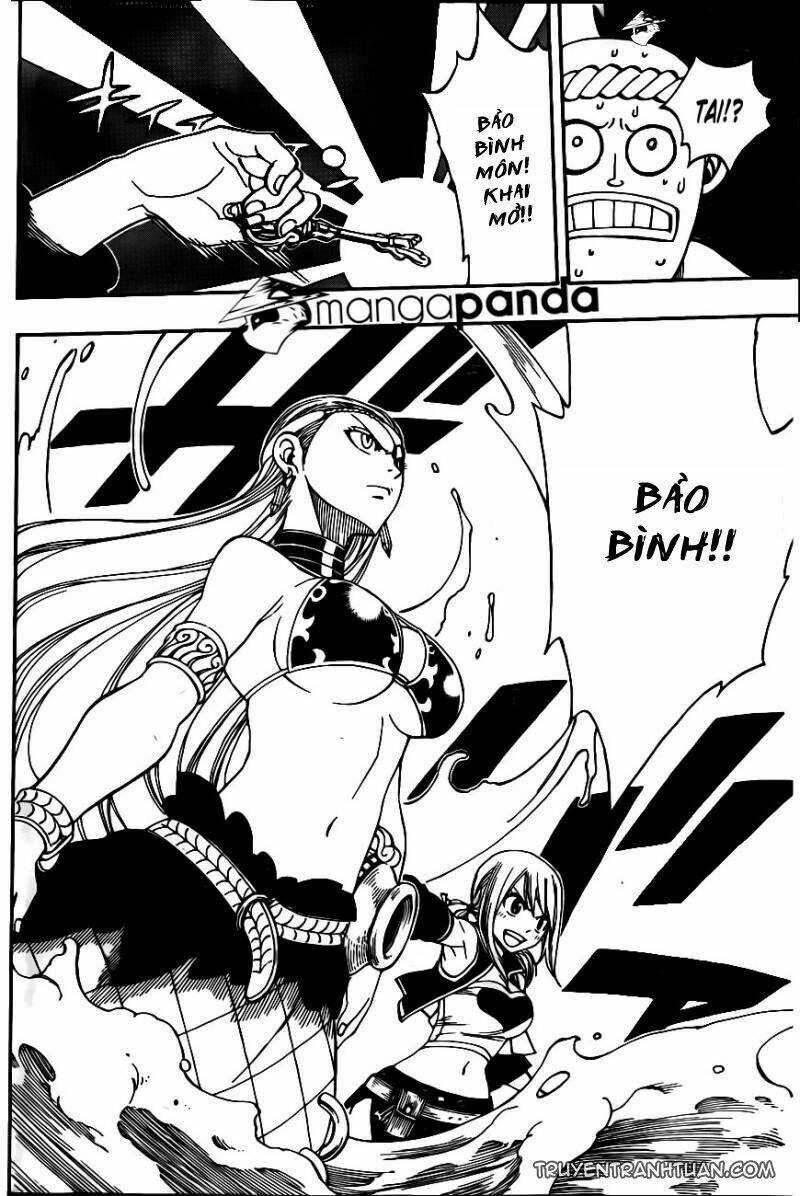 BẢO
BÌNH
MÔN!
KHAI
MỞ!!
TAI!?
mangapanda
BẢO
BÌNH!!
TRUYENTRANHTUAN.COM